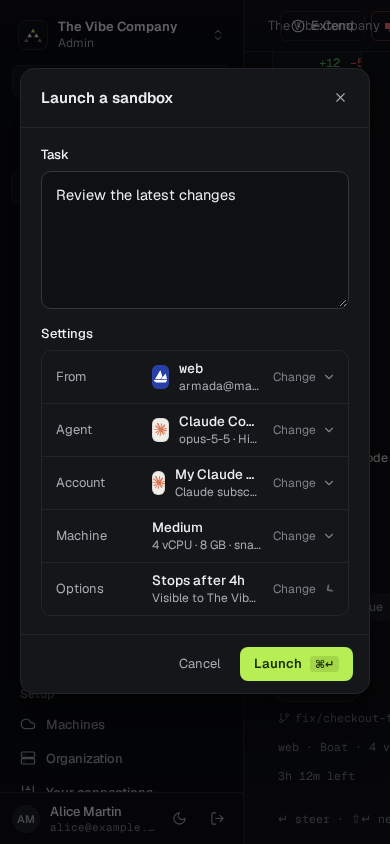 The Vibe Company
Admin
Extend
+12
Launch a sandbox
Task
Review the latest changes
Settings
From
web
armada@ma…
Change
Agent
Claude Co…
opus-5-5 · Hi…
Change
Account
My Claude …
Claude subsc…
Change
Machine
Medium
4 vCPU · 8 GB · sna…
Change
Options
Stops after 4h
Visible to The Vib…
Change
Cancel
Launch ⌘↵
Setup
Machines
Organization
Your connections
AM
Alice Martin
alice@example.…
fix/checkout-
web · Boat · 4 v
3h 12m left
↵ steer · ⇧↵ ne